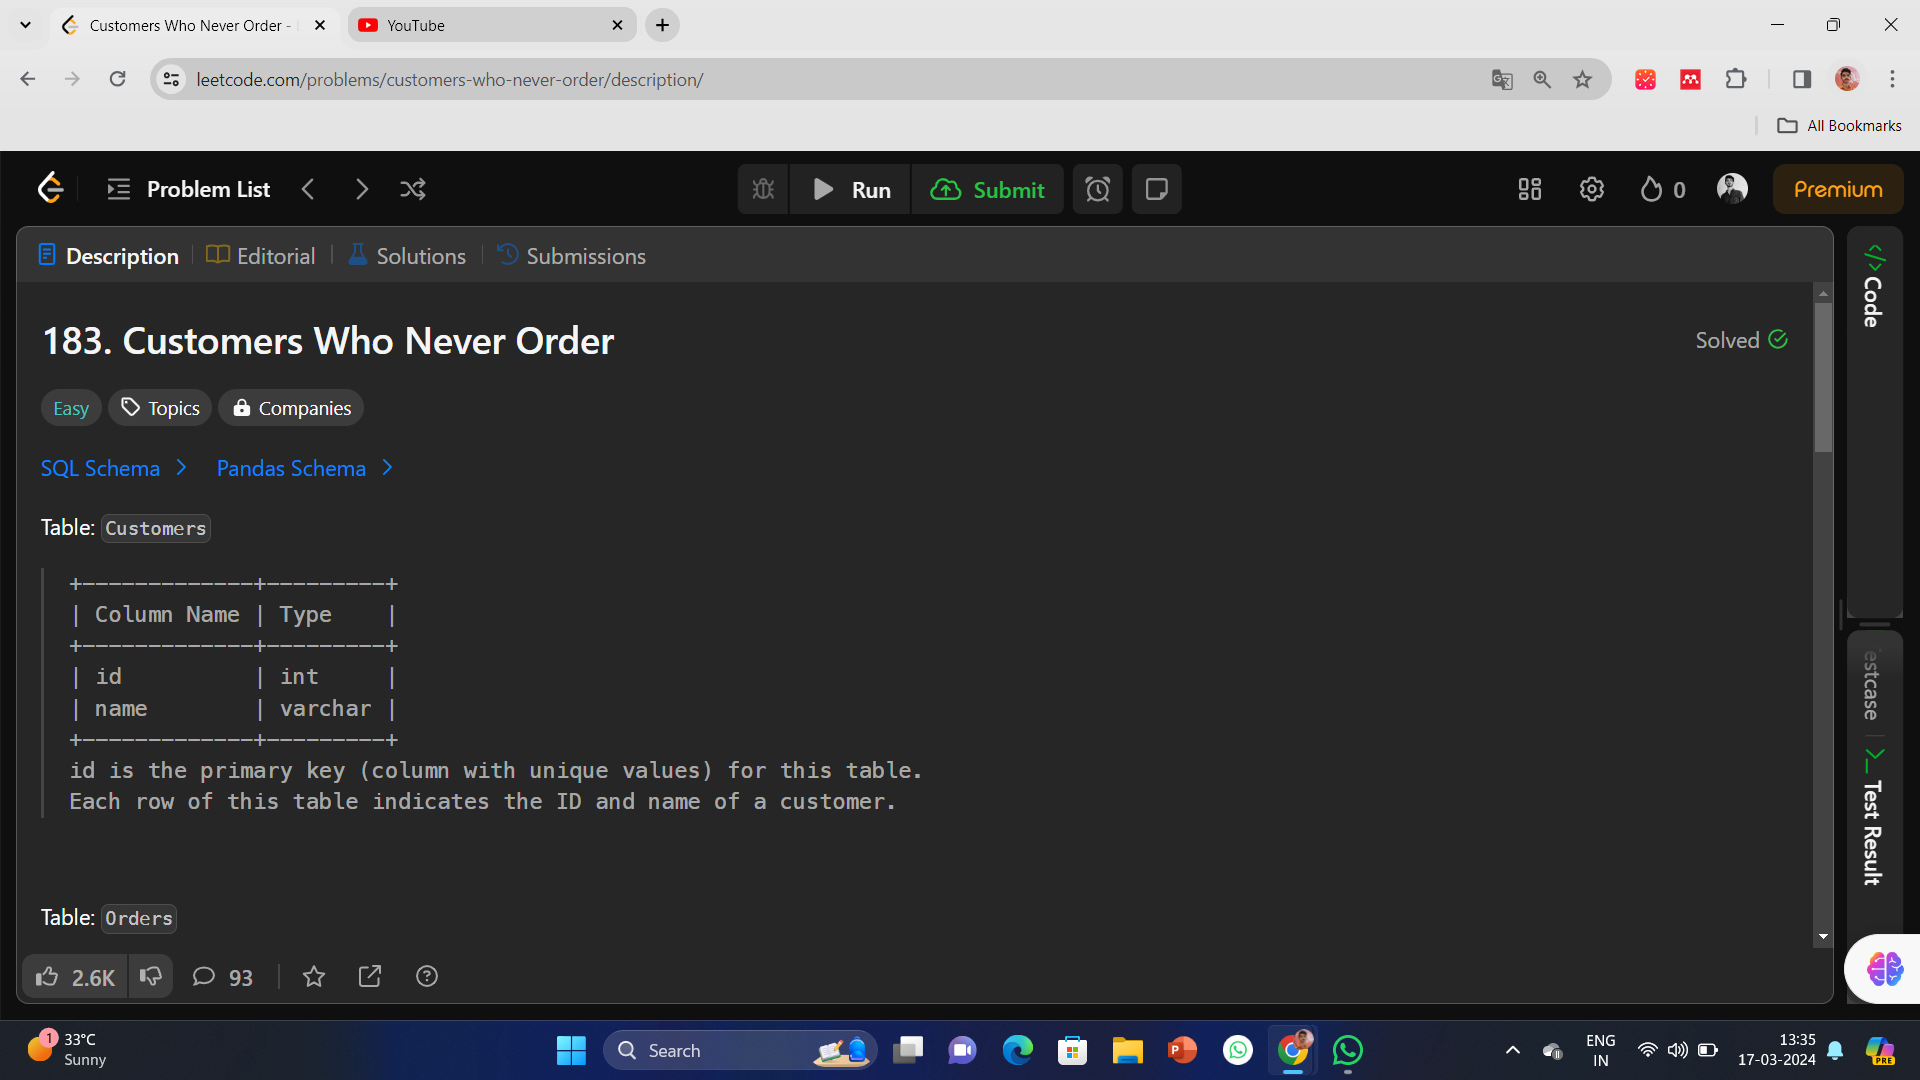 Customers Who Never Order -
YouTube
leetcode.com/problems/customers-who-never-order/description/
All Bookmarks
Problem List
Run
Submit
0
Premium
Description
Editorial
Solutions
Submissions
Code
183. Customers Who Never Order
Solved
Easy
Topics
Companies
SQL Schema
Pandas Schema
Table: Customers
+-------------+---------+
| Column Name | Type    |
+-------------+---------+
| id          | int     |
| name        | varchar |
+-------------+---------+
id is the primary key (column with unique values) for this table.
Each row of this table indicates the ID and name of a customer.
estcase
Test Result
Table: Orders
2.6K
93
1
33°C
Sunny
Search
P
ENG
IN
13:35
17-03-2024
PRE